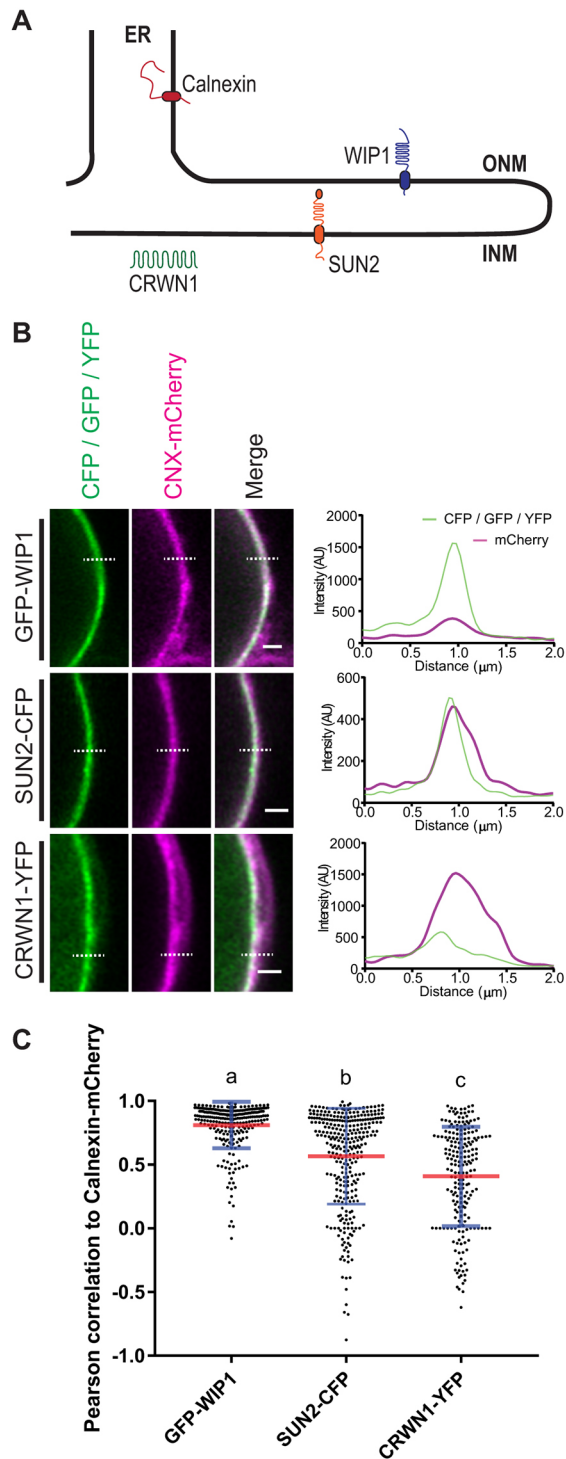 A
ER
Calnexin
WIP1
ONM
SUN2
INM
CRWN1
B
CFP / GFP / YFP
CNX-mCherry
Merge
GFP-WIP1
SUN2-CFP
CRWN1-YFP
CFP / GFP / YFP
mCherry
Intensity (AU)
2000
1500
1000
500
0
0.0 0.5 1.0 1.5 2.0
Distance (μm)
Intensity (AU)
600
400
200
0
0.0 0.5 1.0 1.5 2.0
Distance (μm)
Intensity (AU)
1500
1000
500
0
0.0 0.5 1.0 1.5 2.0
Distance (μm)
C
Pearson correlation to Calnexin-mCherry
a b c
1.0
0.5
0.0
-0.5
-1.0
GFP-WIP1
SUN2-CFP
CRWN1-YFP